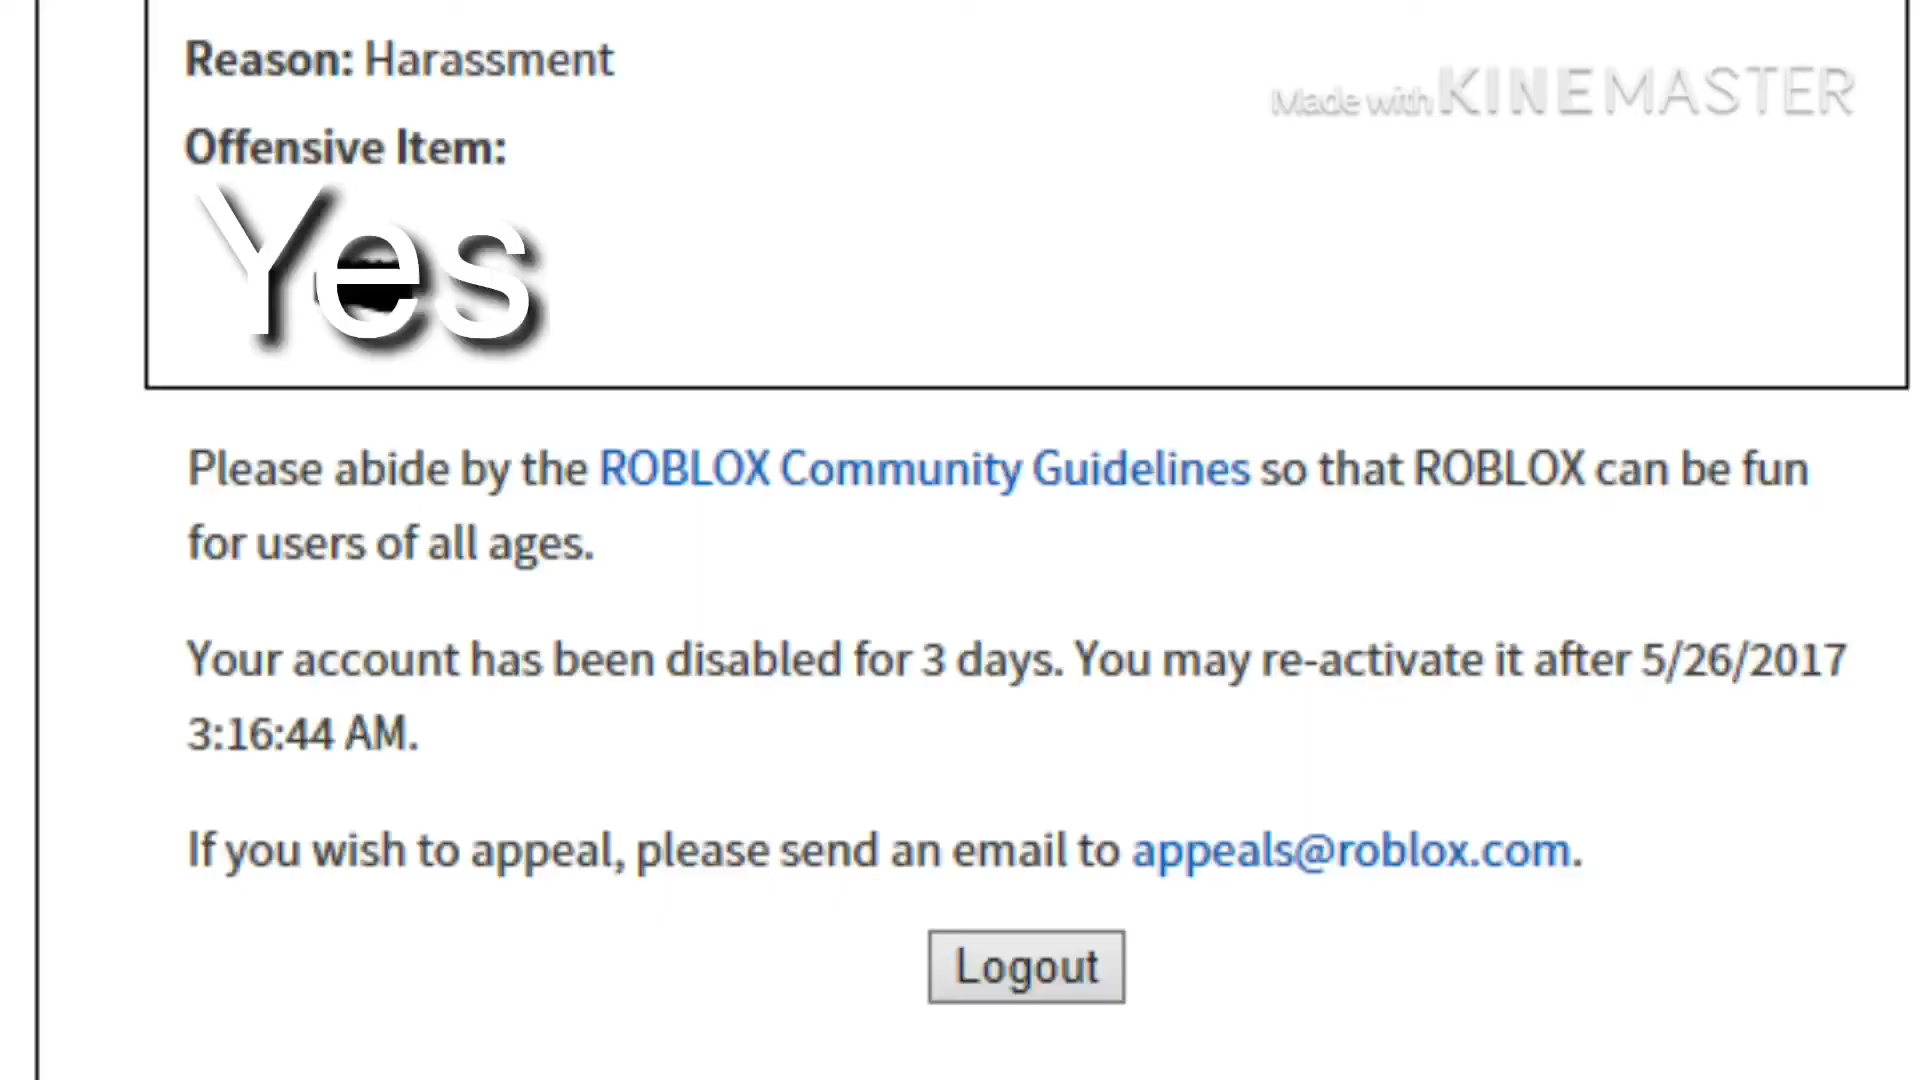 Reason: Harassment
Made with KINEMASTER
Offensive Item:
Yes
Please abide by the ROBLOX Community Guidelines so that ROBLOX can be fun
for users of all ages.
Your account has been disabled for 3 days. You may re-activate it after 5/26/2017
3:16:44 AM.
If you wish to appeal, please send an email to appeals@roblox.com.
Logout